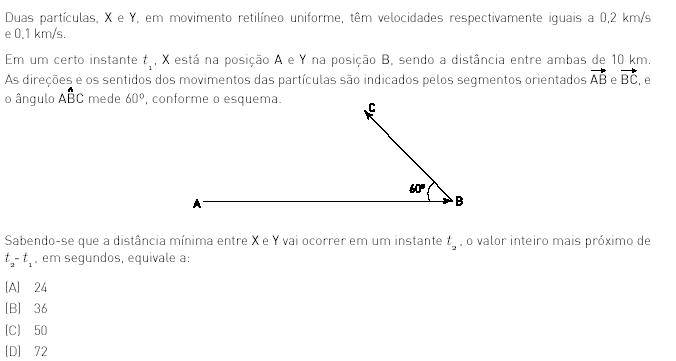 Duas partículas, X e Y, em movimento retilíneo uniforme, têm velocidades respectivamente iguais a 0,2 km/s
e 0,1 km/s.
Em um certo instante t₁, X está na posição A e Y na posição B, sendo a distância entre ambas de 10 km.
As direções e os sentidos dos movimentos das partículas são indicados pelos segmentos orientados A⃗B⃗ e B⃗C⃗, e
o ângulo AB̂C mede 60º, conforme o esquema.
C
60º
A
B
Sabendo-se que a distância mínima entre X e Y vai ocorrer em um instante t₂, o valor inteiro mais próximo de
t₂- t₁, em segundos, equivale a:
(A) 24
(B) 36
(C) 50
(D) 72